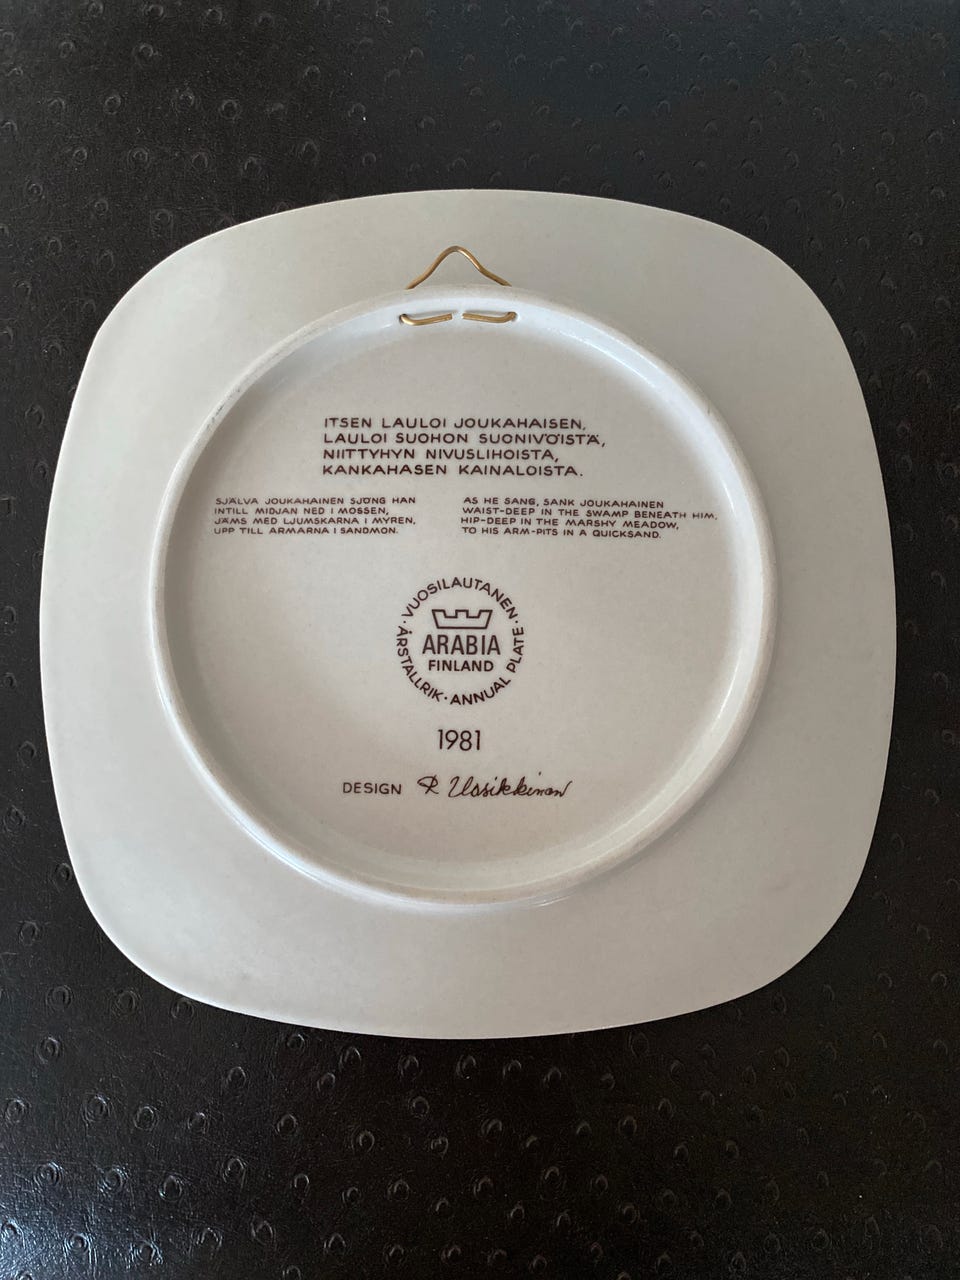 ITSEN LAULOI JOUKAHAISEN,
LAULOI SUOHON SUONIVÖISTÄ,
NIITTYHYN NIVUSLIHOISTA,
KANKAHASEN KAINALOISTA.
SJÄLVA JOUKAHAINEN SJÖNG HAN
INTILL MIDJAN NED I MOSSEN,
JÄMS MED LJUMSKARNA I MYREN,
UPP TILL ARMARNA I SANDMON.
AS HE SANG, SANK JOUKAHAINEN
WAIST-DEEP IN THE SWAMP BENEATH HIM,
HIP-DEEP IN THE MARSHY MEADOW,
TO HIS ARM-PITS IN A QUICKSAND.
· VUOSILAUTANEN ·
ARABIA
FINLAND
ÅRSTALLRIK · ANNUAL PLATE
1981
DESIGN R Uosikkinen